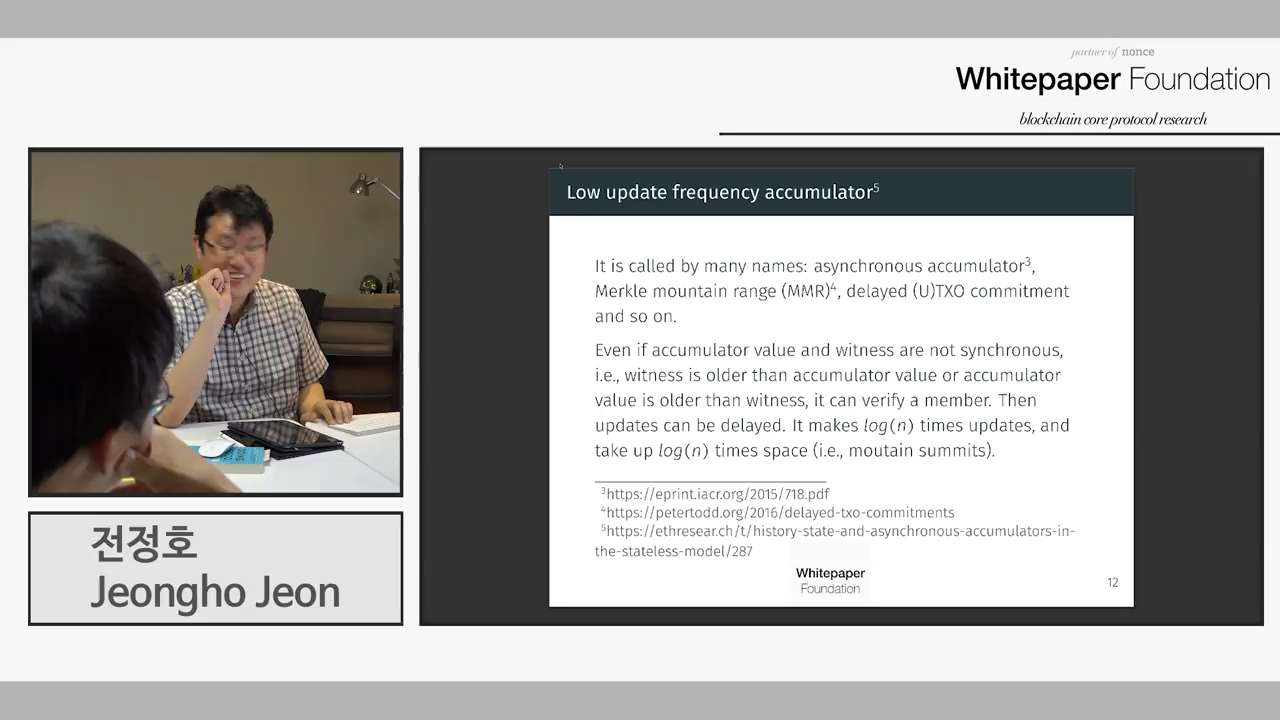 partner of nonce
Whitepaper Foundation
blockchain core protocol research
Low update frequency accumulator5
It is called by many names: asynchronous accumulator3,
Merkle mountain range (MMR)4, delayed (U)TXO commitment
and so on.
Even if accumulator value and witness are not synchronous,
i.e., witness is older than accumulator value or accumulator
value is older than witness, it can verify a member. Then
updates can be delayed. It makes log(n) times updates, and
take up log(n) times space (i.e., moutain summits).
3https://eprint.iacr.org/2015/718.pdf
4https://petertodd.org/2016/delayed-txo-commitments
5https://ethresear.ch/t/history-state-and-asynchronous-accumulators-in-
the-stateless-model/287
Whitepaper
Foundation
12
전정호
Jeongho Jeon